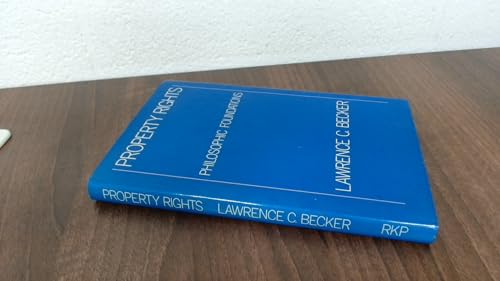 PROPERTY RIGHTS
PHILOSOPHIC FOUNDATIONS
LAWRENCE C. BECKER
PROPERTY RIGHTS LAWRENCE C. BECKER RKP